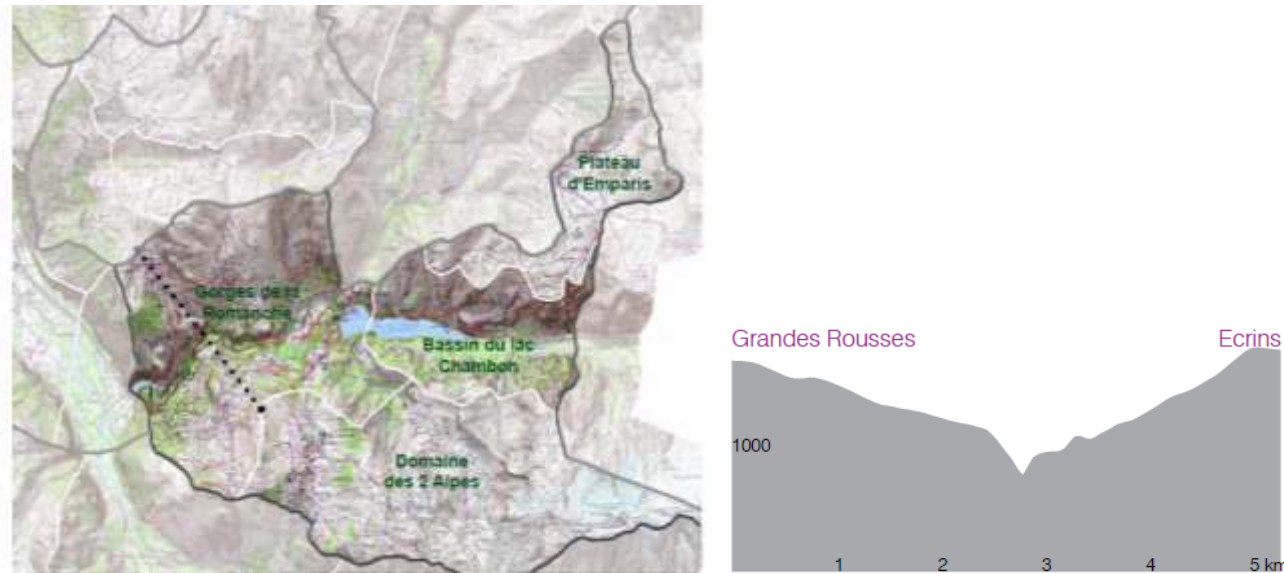 Plateau
d'Emparis
Gorges de la
Romanche
Bassin du lac
Chambon
Domaine
des 2 Alpes
Grandes Rousses
Ecrins
1000
1
2
3
4
5 km